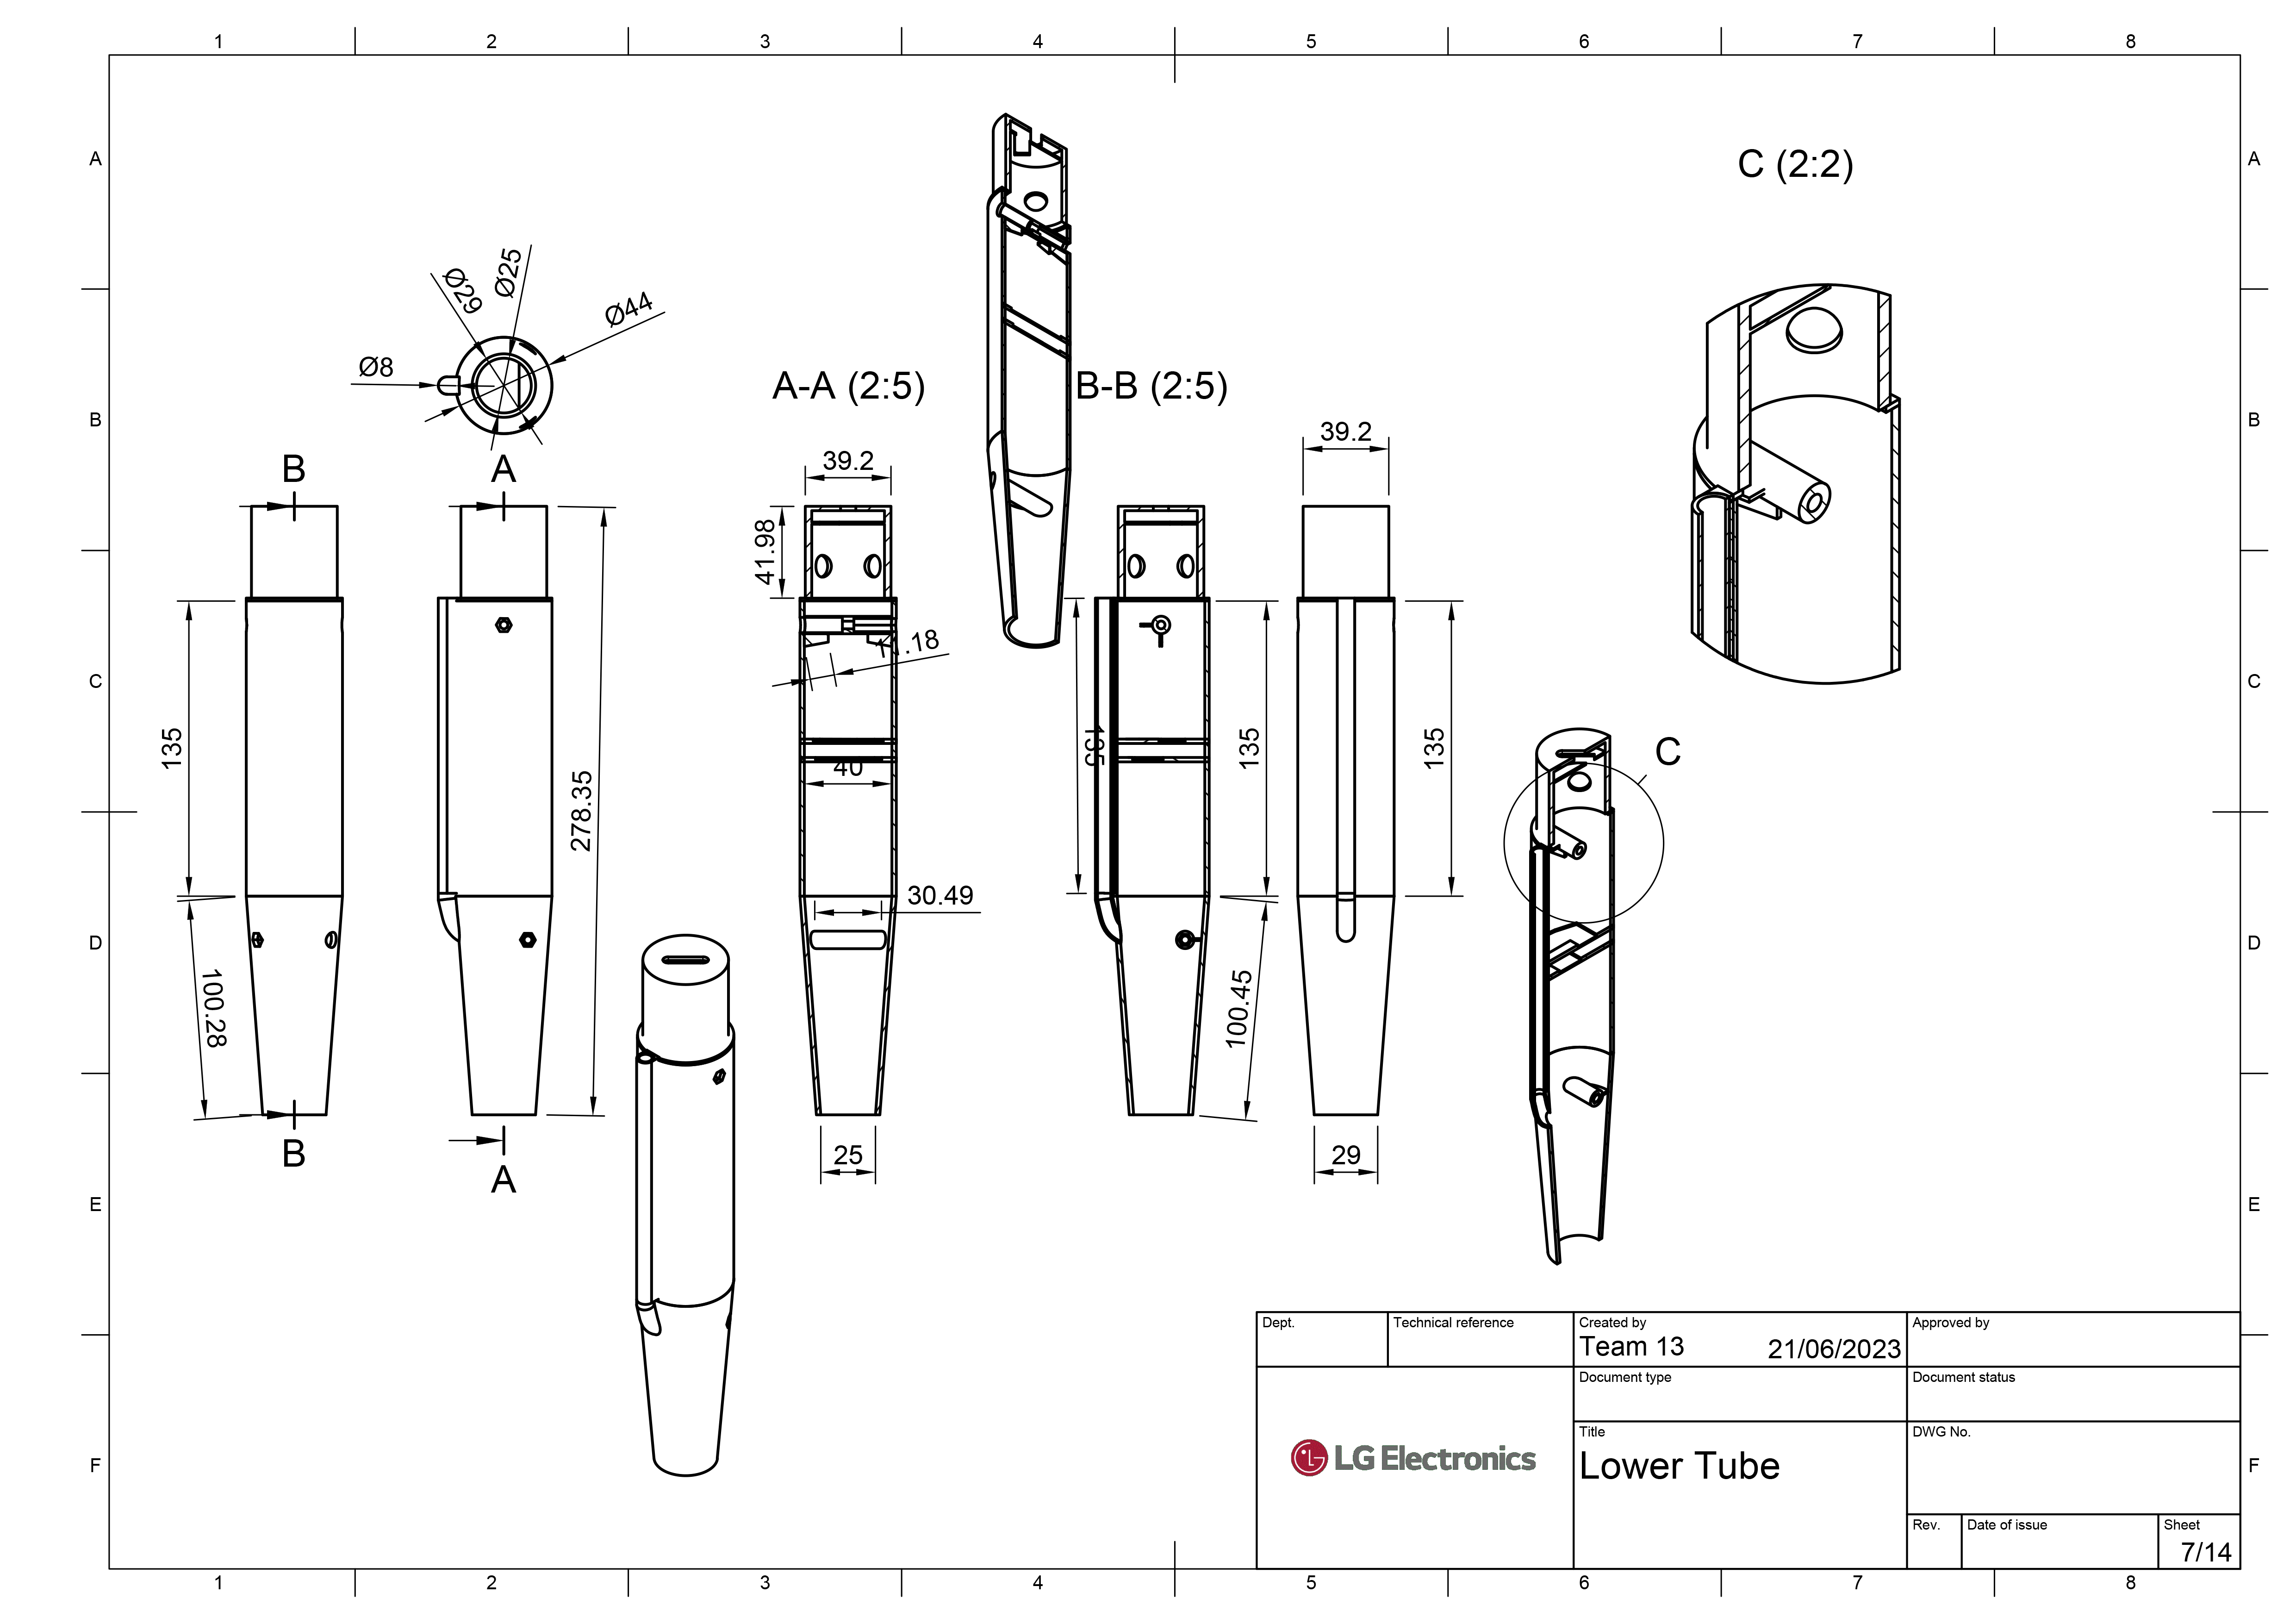 1 2 3 4 5 6 7 8
A A
C (2:2)
Ø29
Ø25
Ø44
Ø8
A-A (2:5)
B-B (2:5)
B B
39.2
39.2
B A
41.98
11.18
C C
135
278.35
40
135
135
135
C
30.49
D D
100.28
100.45
B
A
25
29
E E
Dept.
Technical reference
Created by
Team 13 21/06/2023
Approved by
Document type
Document status
LG Electronics
Title
Lower Tube
DWG No.
F F
Rev.
Date of issue
Sheet
7/14
1 2 3 4 5 6 7 8